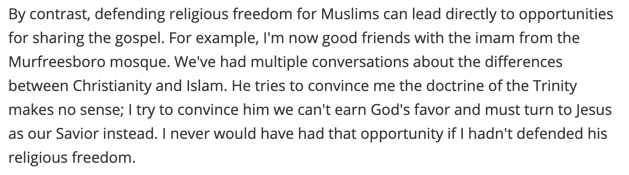 By contrast, defending religious freedom for Muslims can lead directly to opportunities
for sharing the gospel. For example, I'm now good friends with the imam from the
Murfreesboro mosque. We've had multiple conversations about the differences
between Christianity and Islam. He tries to convince me the doctrine of the Trinity
makes no sense; I try to convince him we can't earn God's favor and must turn to Jesus
as our Savior instead. I never would have had that opportunity if I hadn't defended his
religious freedom.